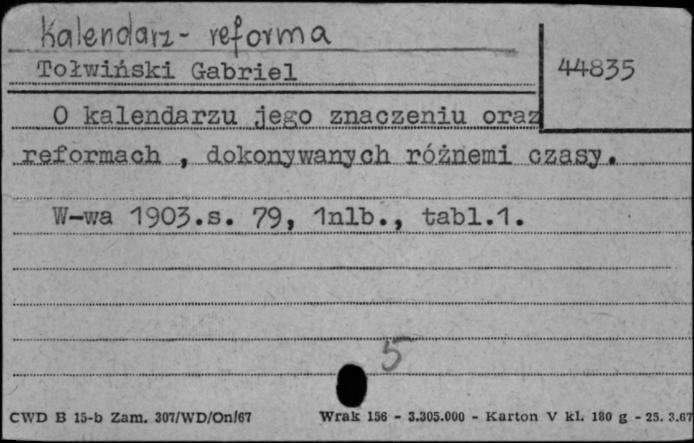 Kalendarz - reforma
Tołwiński Gabriel
44835
O kalendarzu jego znaczeniu oraz
reformach , dokonywanych różnemi czasy.
W-wa 1903.s. 79, 1nlb., tabl.1.
5
CWD B 15-b Zam. 307/WD/On/67
Wrak 156 - 3.305.000 - Karton V kl. 180 g - 25. 3.67